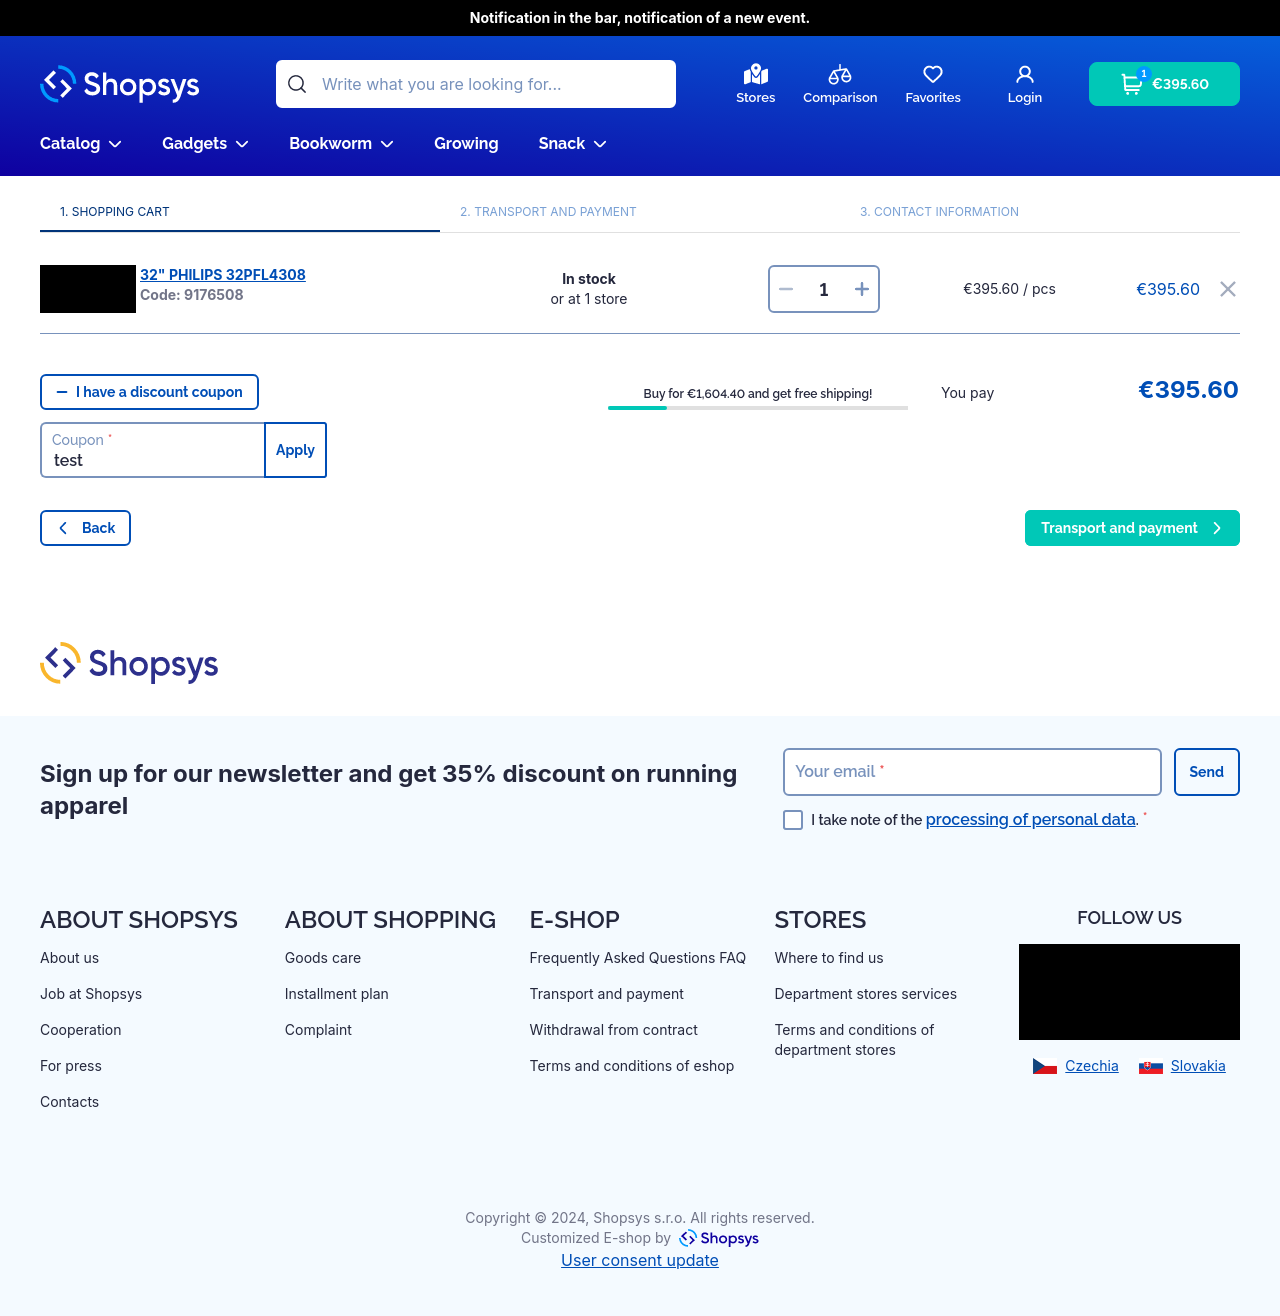 Notification in the bar, notification of a new event.
Shopsys
Write what you are looking for...
Stores
Comparison
Favorites
Login
1
€395.60
Catalog
Gadgets
Bookworm
Growing
Snack
1. SHOPPING CART
2. TRANSPORT AND PAYMENT
3. CONTACT INFORMATION
32" PHILIPS 32PFL4308
Code: 9176508
In stock
or at 1 store
1
€395.60 / pcs
€395.60
I have a discount coupon
Buy for €1,604.40 and get free shipping!
You pay
€395.60
Coupon *
test
Apply
Back
Transport and payment
Shopsys
Sign up for our newsletter and get 35% discount on running
apparel
Your email *
Send
I take note of the processing of personal data. *
ABOUT SHOPSYS
About us
Job at Shopsys
Cooperation
For press
Contacts
ABOUT SHOPPING
Goods care
Installment plan
Complaint
E-SHOP
Frequently Asked Questions FAQ
Transport and payment
Withdrawal from contract
Terms and conditions of eshop
STORES
Where to find us
Department stores services
Terms and conditions of
department stores
FOLLOW US
Czechia
Slovakia
Copyright © 2024, Shopsys s.r.o. All rights reserved.
Customized E-shop by Shopsys
User consent update